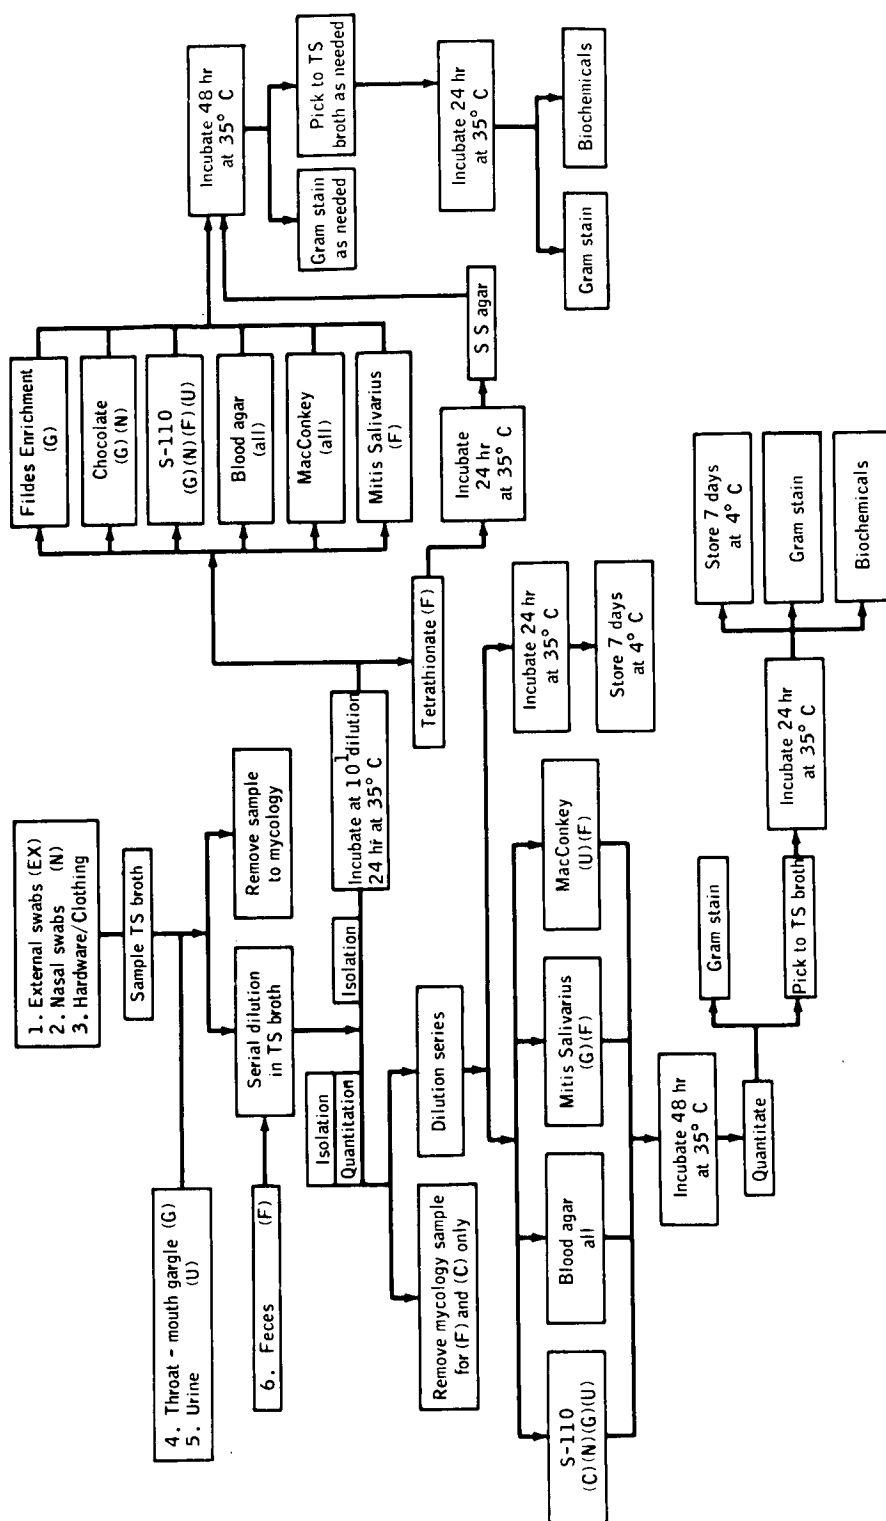 1. External swabs (EX)
2. Nasal swabs (N)
3. Hardware/Clothing
Sample TS broth
4. Throat - mouth gargle (G)
5. Urine (U)
6. Feces (F)
Serial dilution
in TS broth
Remove sample
to mycology
Isolation
Quantitation
Isolation
Incubate at 10¹ dilution
24 hr at 35° C
Remove mycology sample
for (F) and (C) only
Dilution series
S-110
(C)(N)(G)(U)
Blood agar
all
Mitis Salivarius
(G)(F)
MacConkey
(U)(F)
Incubate 24 hr
at 35° C
Store 7 days
at 4° C
Incubate 48 hr
at 35° C
Quantitate
Gram stain
Pick to TS broth
Incubate 24 hr
at 35° C
Store 7 days
at 4° C
Gram stain
Biochemicals
Tetrathionate (F)
Incubate
24 hr
at 35° C
S S agar
Fildes Enrichment
(G)
Chocolate
(G)(N)
S-110
(G)(N)(F)(U)
Blood agar
(all)
MacConkey
(all)
Mitis Salivarius
(F)
Incubate 48 hr
at 35° C
Gram stain
as needed
Pick to TS
broth as needed
Incubate 24 hr
at 35° C
Gram stain
Biochemicals